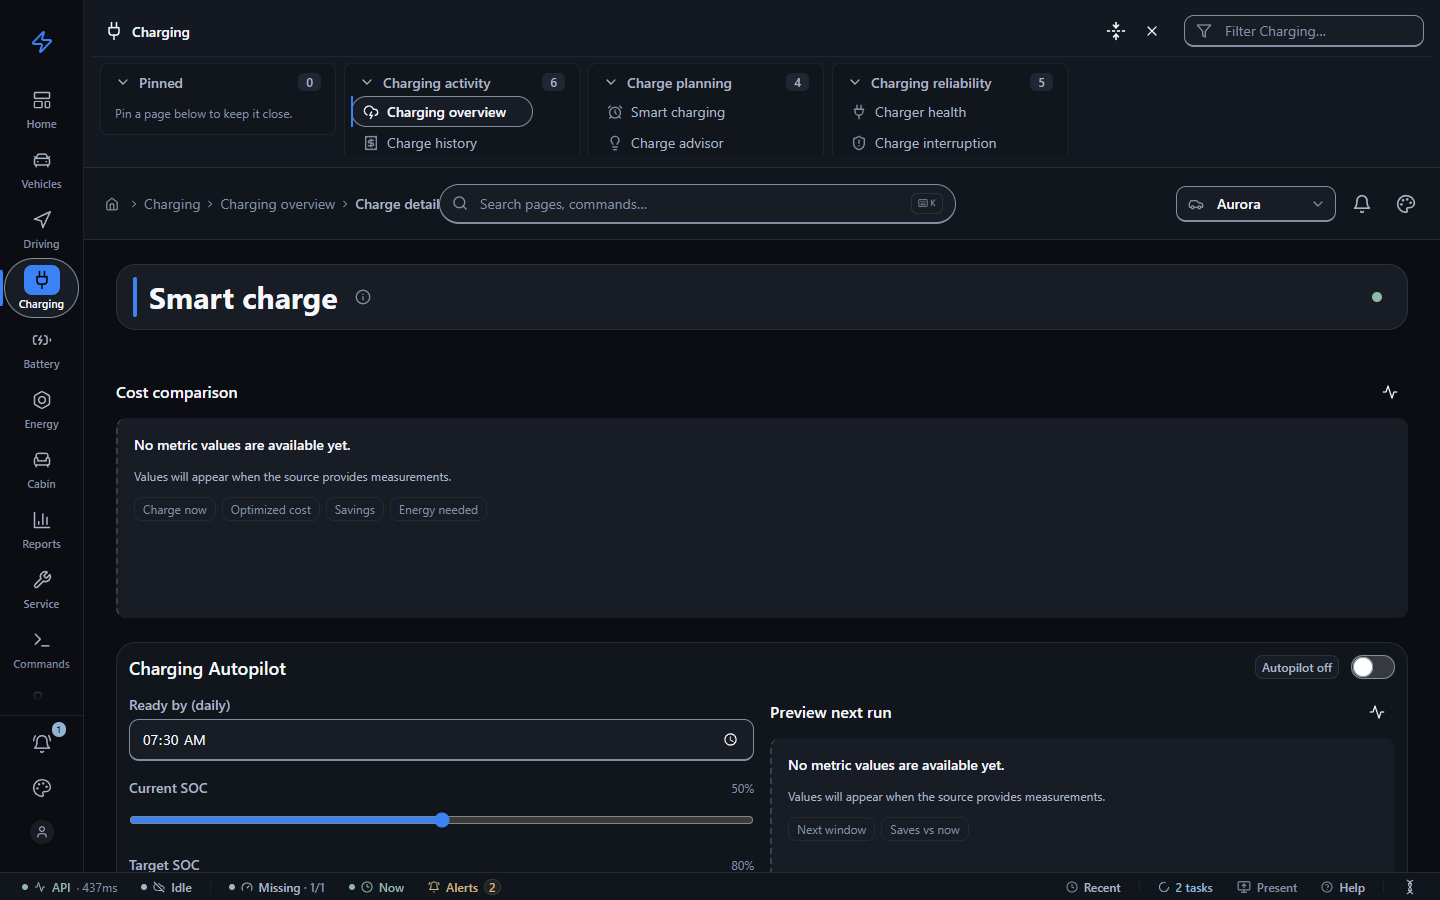 Charging
Filter Charging...
Pinned 0
Pin a page below to keep it close.
Charging activity 6
Charging overview
Charge history
Charge planning 4
Smart charging
Charge advisor
Charging reliability 5
Charger health
Charge interruption
Home
Vehicles
Driving
Charging
Battery
Energy
Cabin
Reports
Service
Commands
1
Charging > Charging overview > Charge detail
Search pages, commands...
K
Aurora
Smart charge
Cost comparison
No metric values are available yet.
Values will appear when the source provides measurements.
Charge now Optimized cost Savings Energy needed
Charging Autopilot
Autopilot off
Ready by (daily)
07:30 AM
Current SOC 50%
Target SOC 80%
Preview next run
No metric values are available yet.
Values will appear when the source provides measurements.
Next window Saves vs now
API · 437ms Idle Missing · 1/1 Now Alerts 2 Recent 2 tasks Present Help